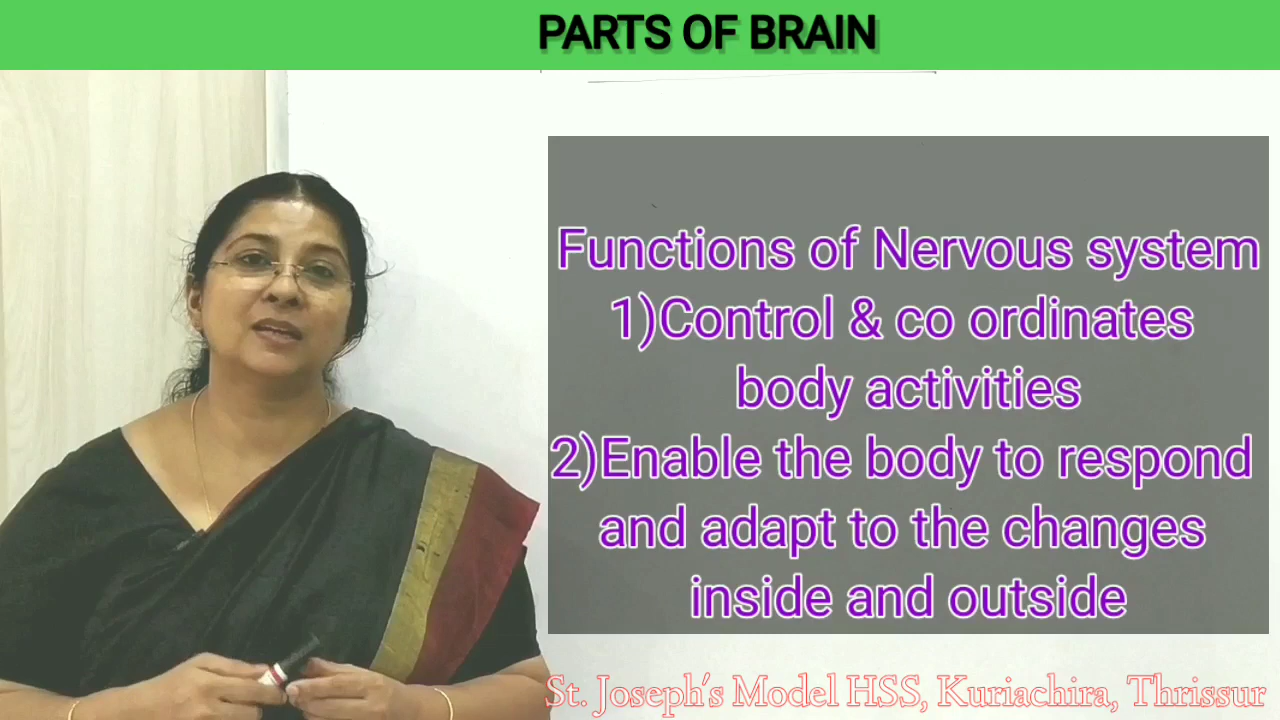 PARTS OF BRAIN
Functions of Nervous system
1)Control & co ordinates
body activities
2)Enable the body to respond
and adapt to the changes
inside and outside
St. Joseph's Model HSS, Kuriachira, Thrissur